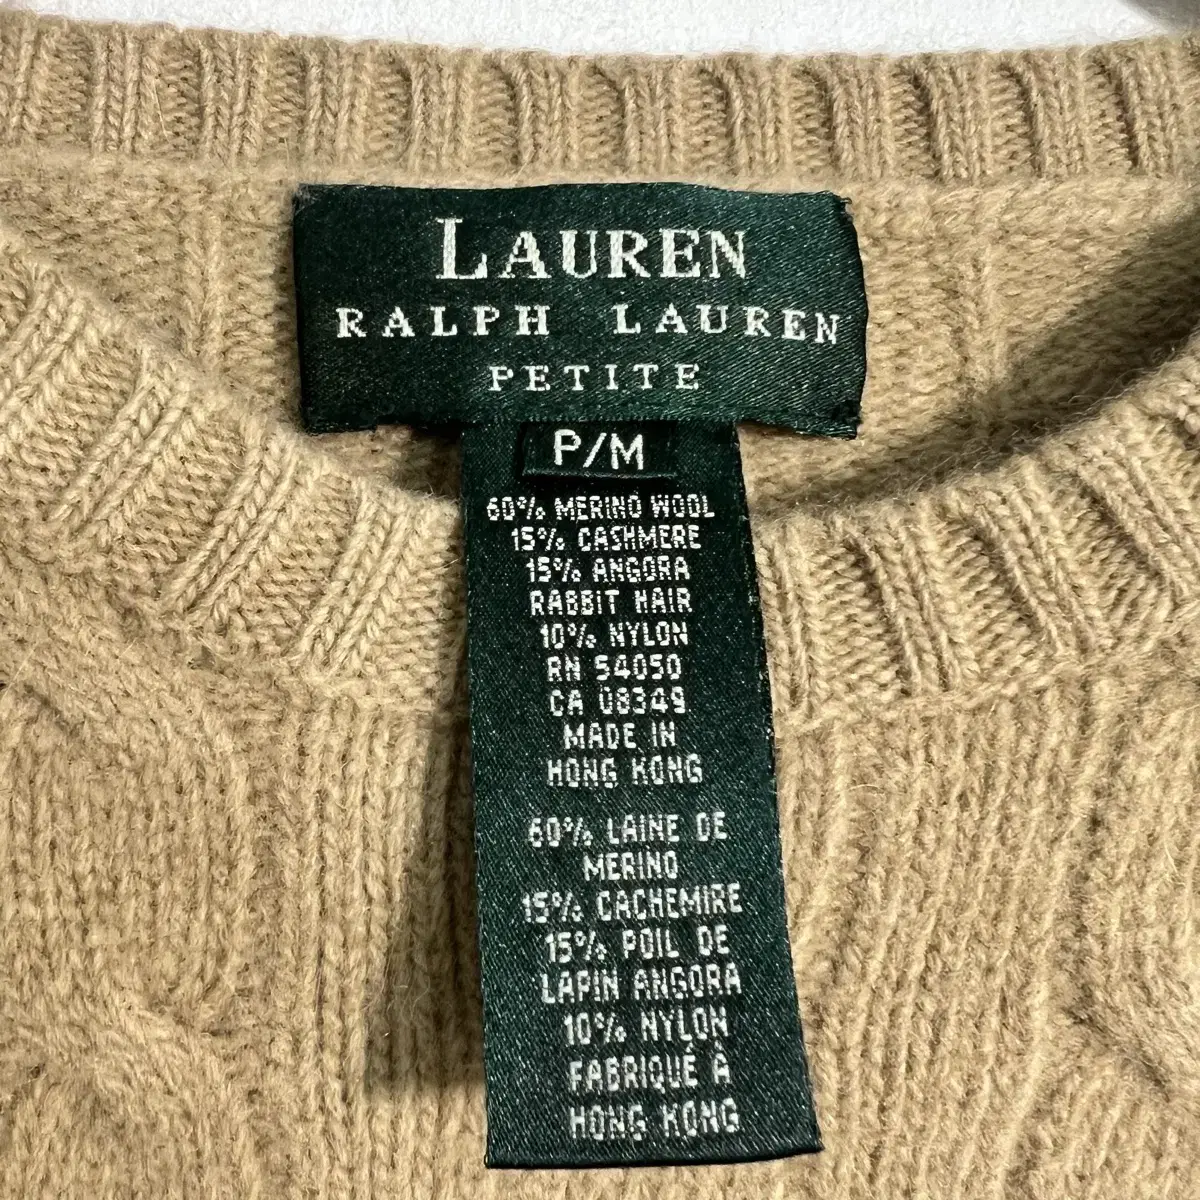 LAUREN
RALPH LAUREN
PETITE
P/M
60% MERINO WOOL
15% CASHMERE
15% ANGORA
RABBIT HAIR
10% NYLON
RN 54050
CA 08349
MADE IN
HONG KONG
60% LAINE DE
MERINO
15% CACHEMIRE
15% POIL DE
LAPIN ANGORA
10% NYLON
FABRIQUÉ À
HONG KONG